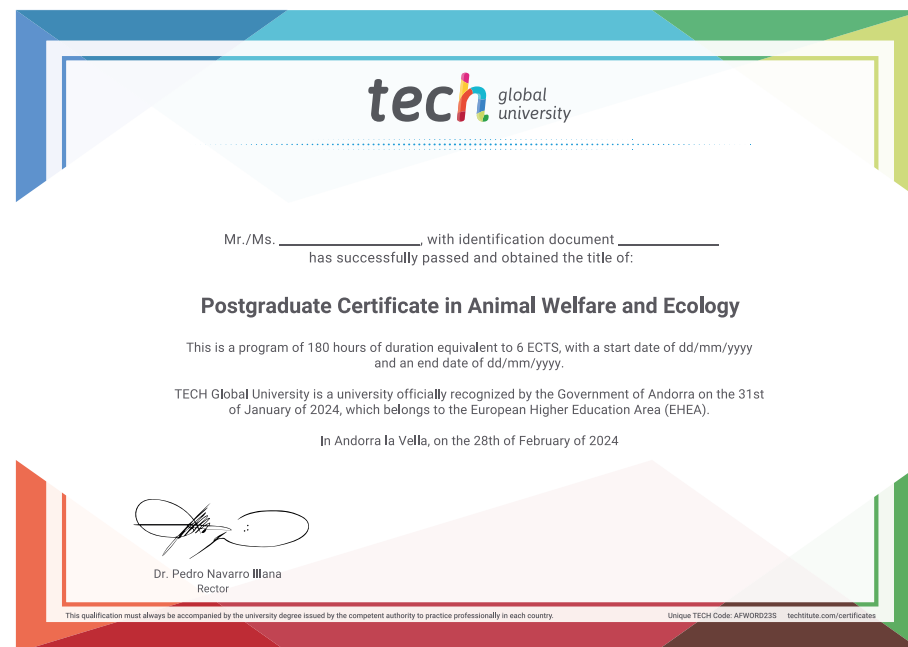 tech global university
Mr./Ms. ____________, with identification document ____________
has successfully passed and obtained the title of:
Postgraduate Certificate in Animal Welfare and Ecology
This is a program of 180 hours of duration equivalent to 6 ECTS, with a start date of dd/mm/yyyy
and an end date of dd/mm/yyyy.
TECH Global University is a university officially recognized by the Government of Andorra on the 31st
of January of 2024, which belongs to the European Higher Education Area (EHEA).
In Andorra la Vella, on the 28th of February of 2024
Dr. Pedro Navarro Illana
Rector
This qualification must always be accompanied by the university degree issued by the competent authority to practice professionally in each country. Unique TECH Code: AFWORD23S techtitute.com/certificates